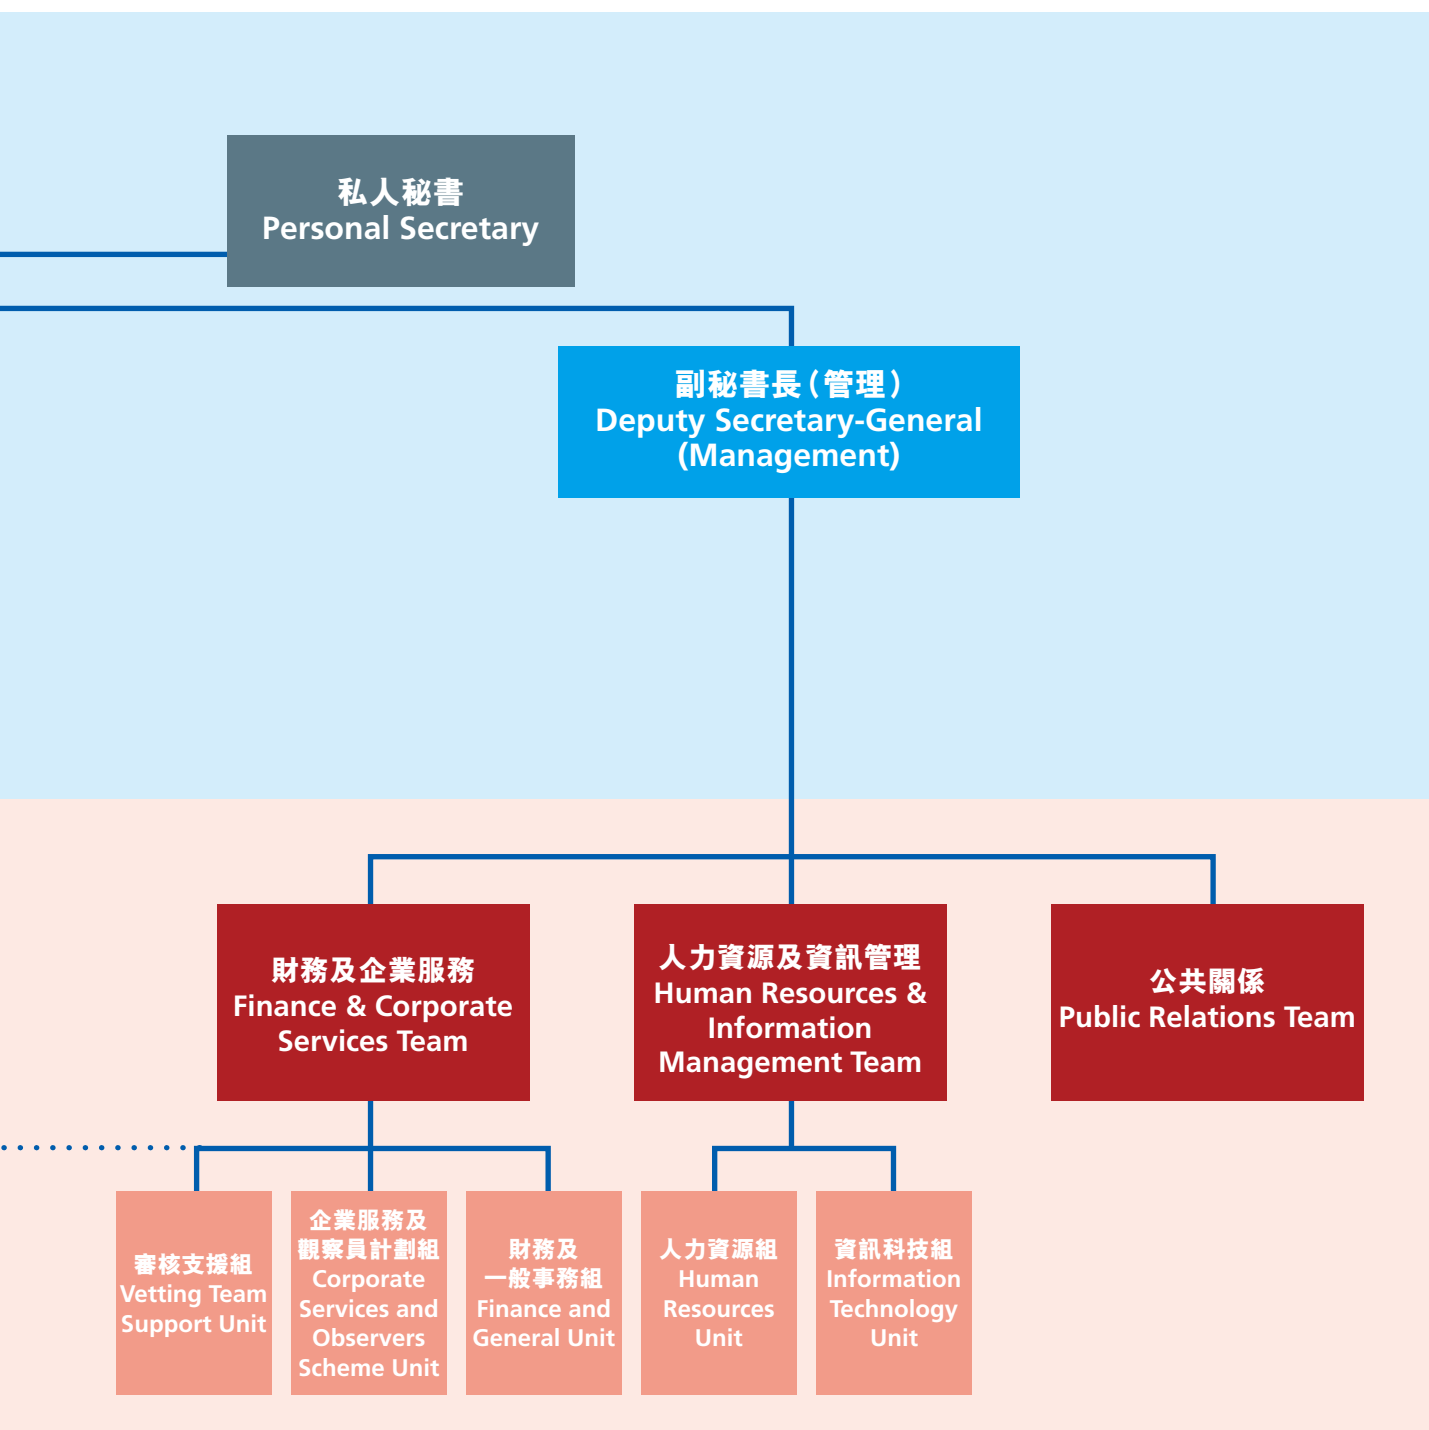 私人秘書
Personal Secretary
副秘書長（管理）
Deputy Secretary-General
(Management)
財務及企業服務
Finance & Corporate
Services Team
人力資源及資訊管理
Human Resources &
Information
Management Team
公共關係
Public Relations Team
審核支援組
Vetting Team
Support Unit
企業服務及
觀察員計劃組
Corporate
Services and
Observers
Scheme Unit
財務及
一般事務組
Finance and
General Unit
人力資源組
Human
Resources
Unit
資訊科技組
Information
Technology
Unit